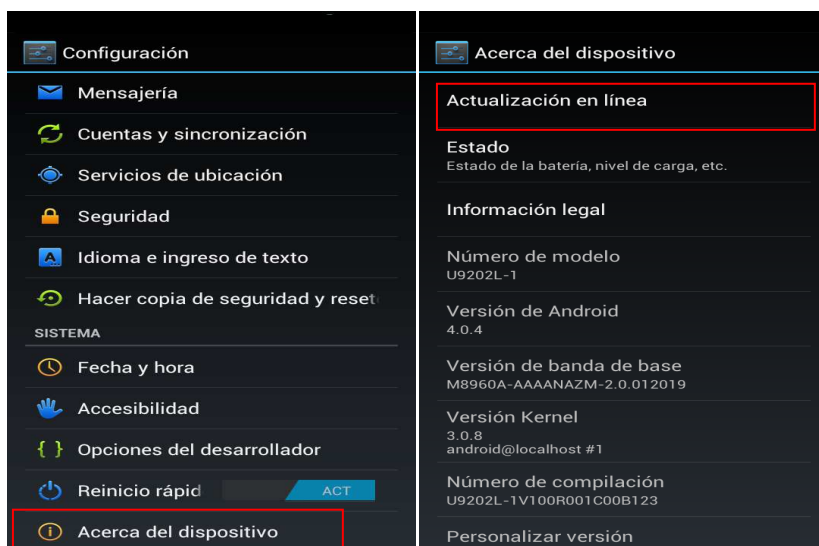 Configuración
Mensajería
Cuentas y sincronización
Servicios de ubicación
Seguridad
Idioma e ingreso de texto
Hacer copia de seguridad y reset
SISTEMA
Fecha y hora
Accesibilidad
{ } Opciones del desarrollador
Reinicio rápid ACT
Acerca del dispositivo
Acerca del dispositivo
Actualización en línea
Estado
Estado de la batería, nivel de carga, etc.
Información legal
Número de modelo
U9202L-1
Versión de Android
4.0.4
Versión de banda de base
M8960A-AAAANAZM-2.0.012019
Versión Kernel
3.0.8
android@localhost #1
Número de compilación
U9202L-1V100R001C00B123
Personalizar versión